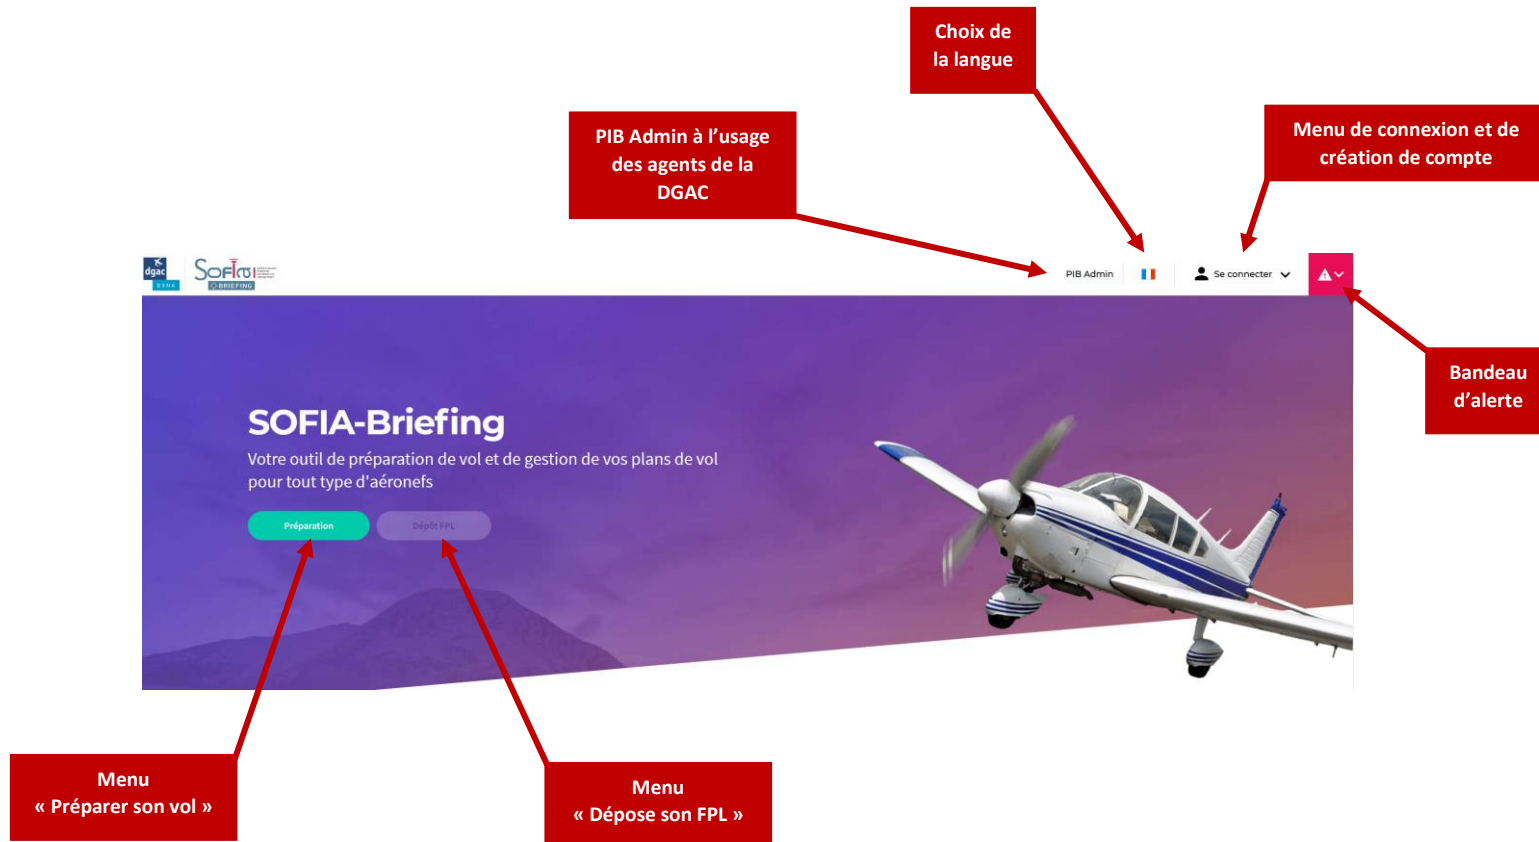 Choix de
la langue
PIB Admin à l’usage
des agents de la
DGAC
Menu de connexion et de
création de compte
dgac
DSNA
SOFIA
BRIEFING
PIB Admin
Se connecter
Bandeau
d’alerte
SOFIA-Briefing
Votre outil de préparation de vol et de gestion de vos plans de vol
pour tout type d'aéronefs
Préparation
Dépôt FPL
Menu
« Préparer son vol »
Menu
« Dépose son FPL »